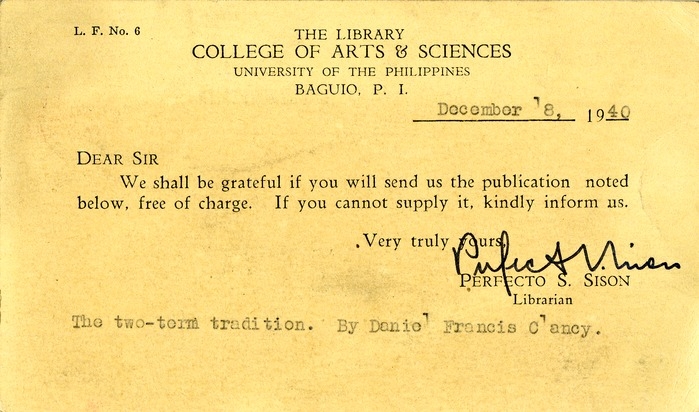 L. F. No. 6
THE LIBRARY
COLLEGE OF ARTS & SCIENCES
UNIVERSITY OF THE PHILIPPINES
BAGUIO, P. I.
December 18, 1940
DEAR SIR
We shall be grateful if you will send us the publication noted
below, free of charge. If you cannot supply it, kindly inform us.
Very truly yours,
Perfecto S. Sison
PERFECTO S. SISON
Librarian
The two-term tradition. By Daniel Francis Clancy.